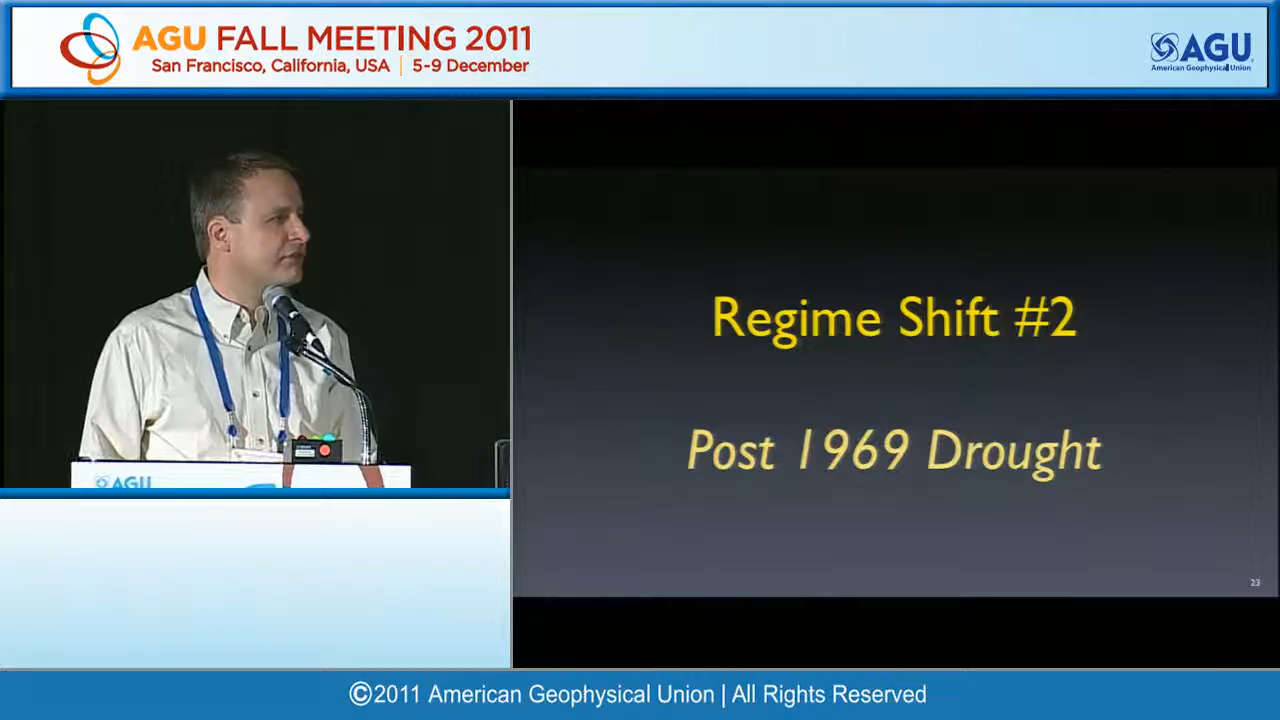 AGU FALL MEETING 2011
San Francisco, California, USA | 5-9 December
AGU
American Geophysical Union
Regime Shift #2
Post 1969 Drought
23
AGU
©2011 American Geophysical Union | All Rights Reserved